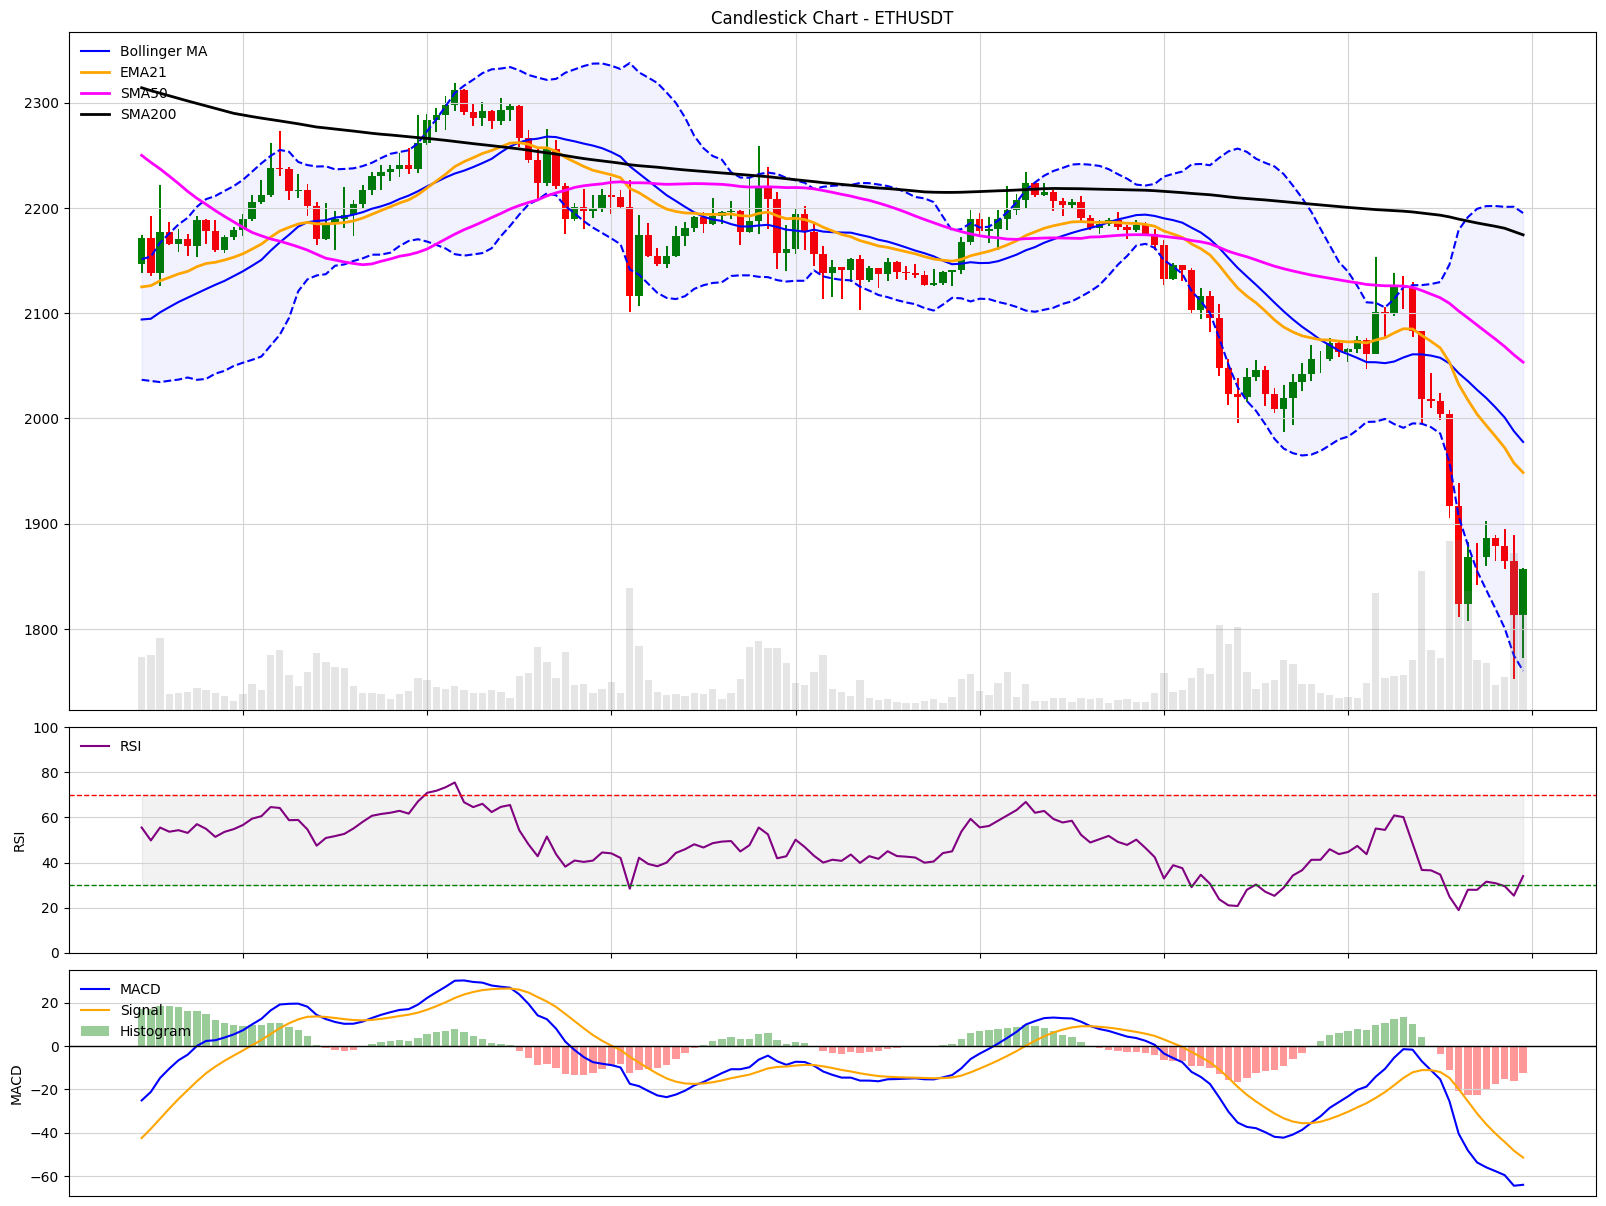 Candlestick Chart - ETHUSDT
Bollinger MA
EMA21
SMA50
SMA200
2300
2200
2100
2000
1900
1800
RSI
100
80
60
40
20
0
RSI
MACD
Signal
Histogram
20
0
−20
−40
−60
MACD